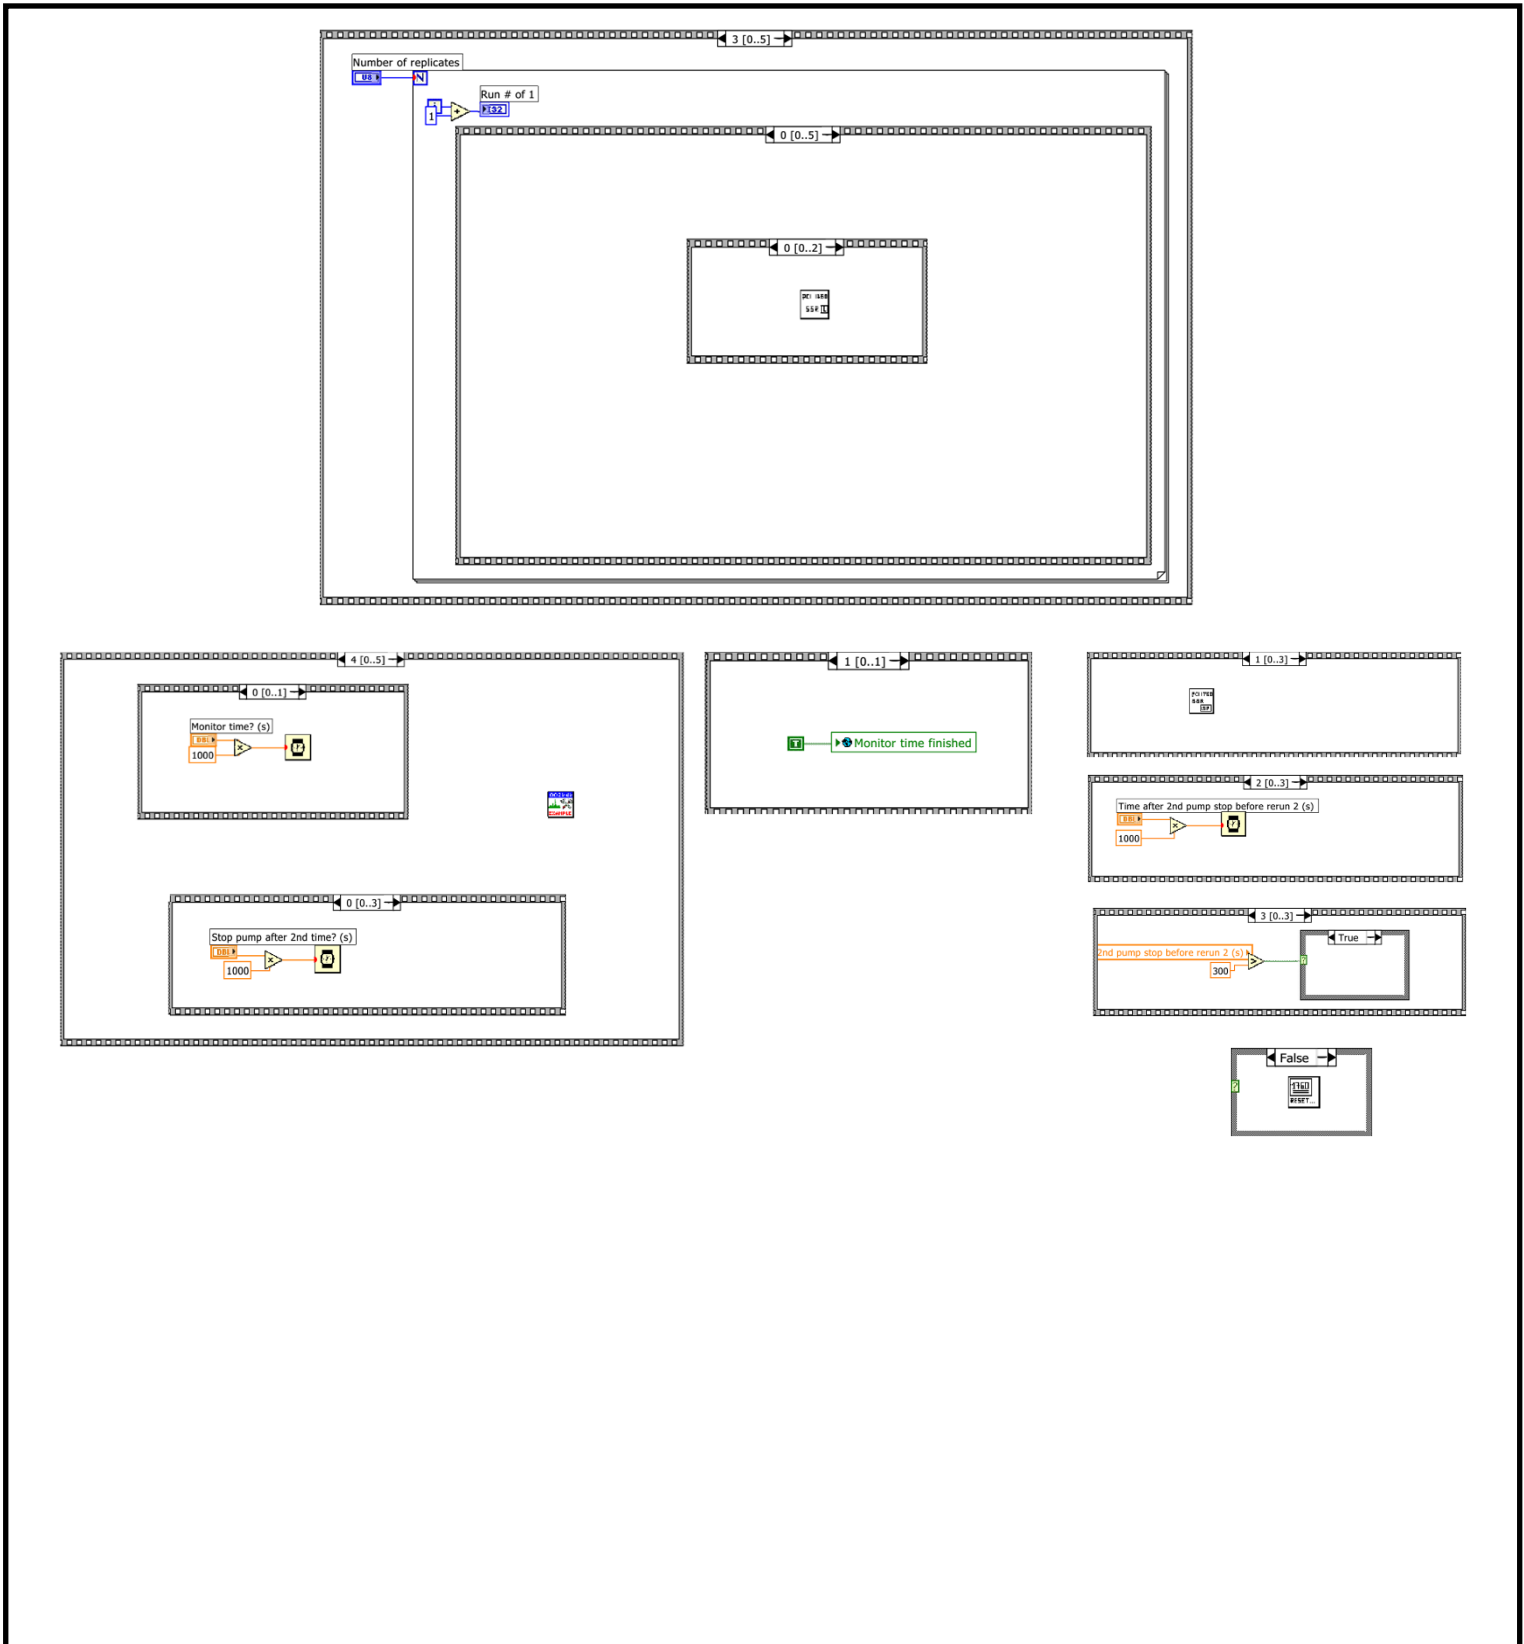 3 [0..5]
Number of replicates
U8
N
Run # of 1
1
+
I32
0 [0..5]
0 [0..2]
4 [0..5]
0 [0..1]
Monitor time? (s)
DBL
x
1000
EXAMPLE
0 [0..3]
Stop pump after 2nd time? (s)
DBL
x
1000
1 [0..1]
T
Monitor time finished
1 [0..3]
2 [0..3]
Time after 2nd pump stop before rerun 2 (s)
DBL
x
1000
3 [0..3]
2nd pump stop before rerun 2 (s)
>
300
?
True
False
?
1760
RESET...